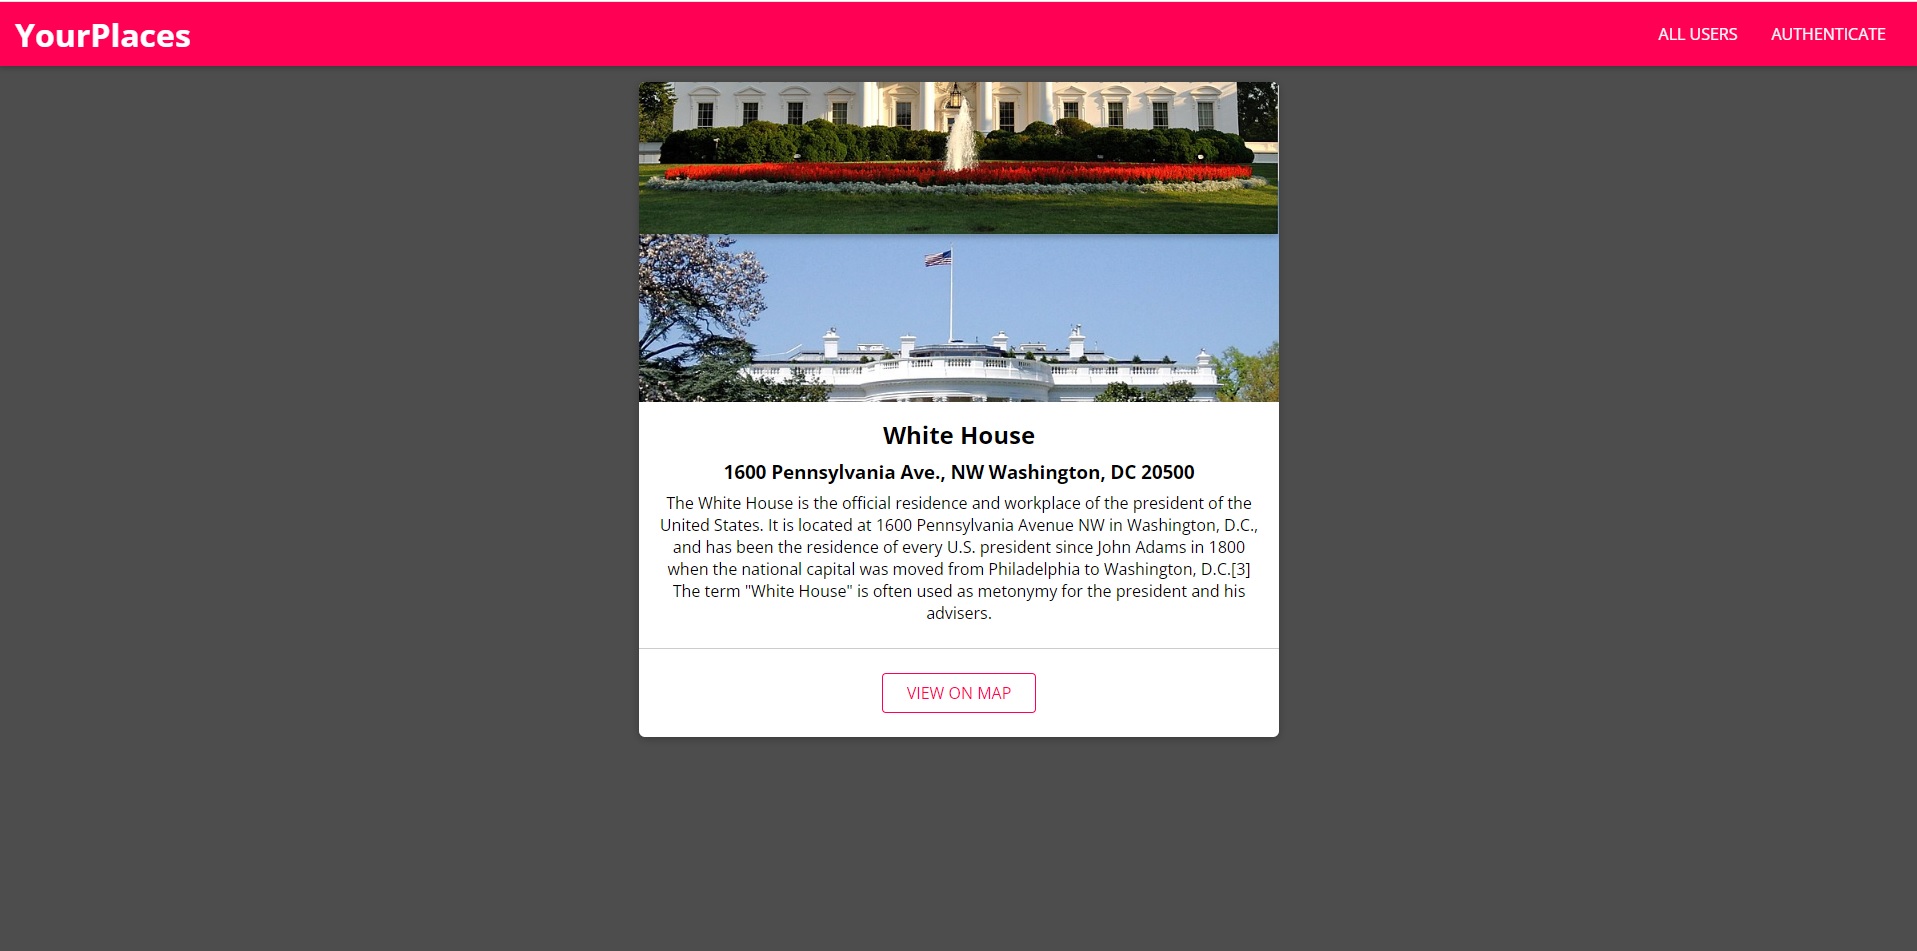 YourPlaces
ALL USERS
AUTHENTICATE
White House
1600 Pennsylvania Ave., NW Washington, DC 20500
The White House is the official residence and workplace of the president of the
United States. It is located at 1600 Pennsylvania Avenue NW in Washington, D.C.,
and has been the residence of every U.S. president since John Adams in 1800
when the national capital was moved from Philadelphia to Washington, D.C.[3]
The term "White House" is often used as metonymy for the president and his
advisers.
VIEW ON MAP